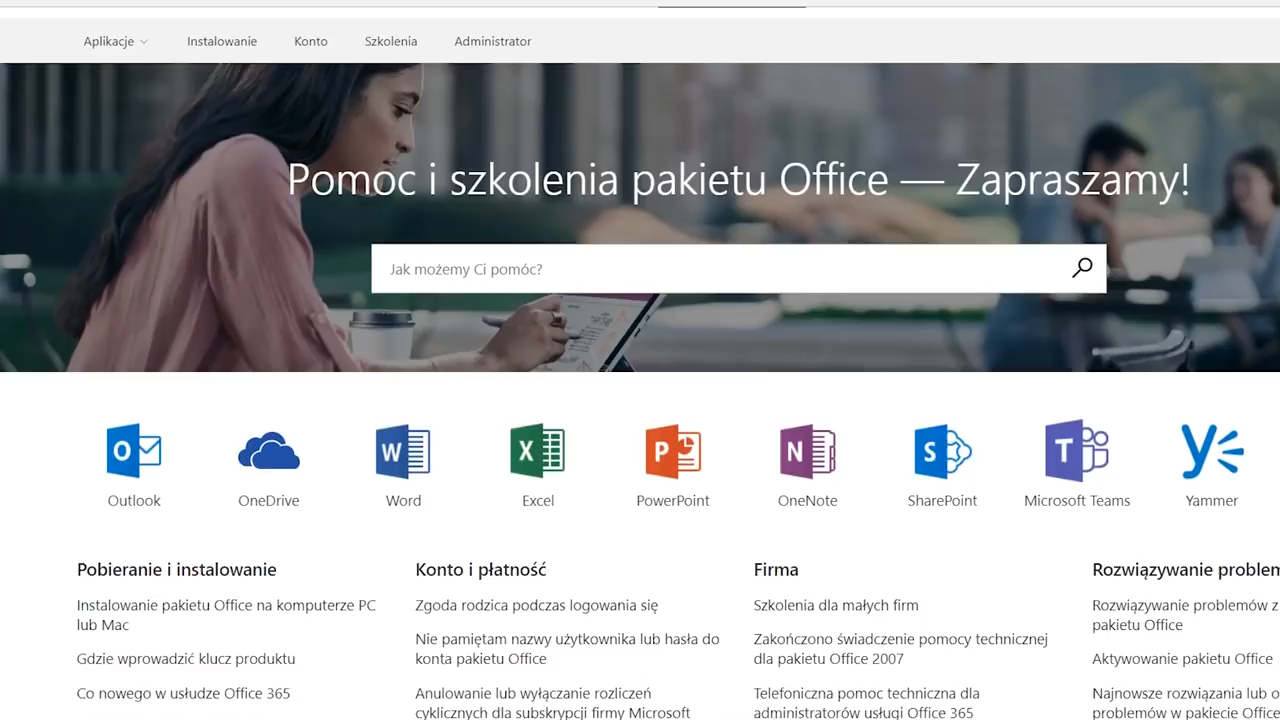 Aplikacje
Instalowanie
Konto
Szkolenia
Administrator
Pomoc i szkolenia pakietu Office — Zapraszamy!
Jak możemy Ci pomóc?
O
W
X
P
N
S
T
Outlook
OneDrive
Word
Excel
PowerPoint
OneNote
SharePoint
Microsoft Teams
Yammer
Pobieranie i instalowanie
Instalowanie pakietu Office na komputerze PC
lub Mac
Gdzie wprowadzić klucz produktu
Co nowego w usłudze Office 365
Konto i płatność
Zgoda rodzica podczas logowania się
Nie pamiętam nazwy użytkownika lub hasła do
konta pakietu Office
Anulowanie lub wyłączanie rozliczeń
cyklicznych dla subskrypcji firmy Microsoft
Firma
Szkolenia dla małych firm
Zakończono świadczenie pomocy technicznej
dla pakietu Office 2007
Telefoniczna pomoc techniczna dla
administratorów usługi Office 365
Rozwiązywanie problem
Rozwiązywanie problemów z
pakietu Office
Aktywowanie pakietu Office
Najnowsze rozwiązania lub o
problemów w pakiecie Office